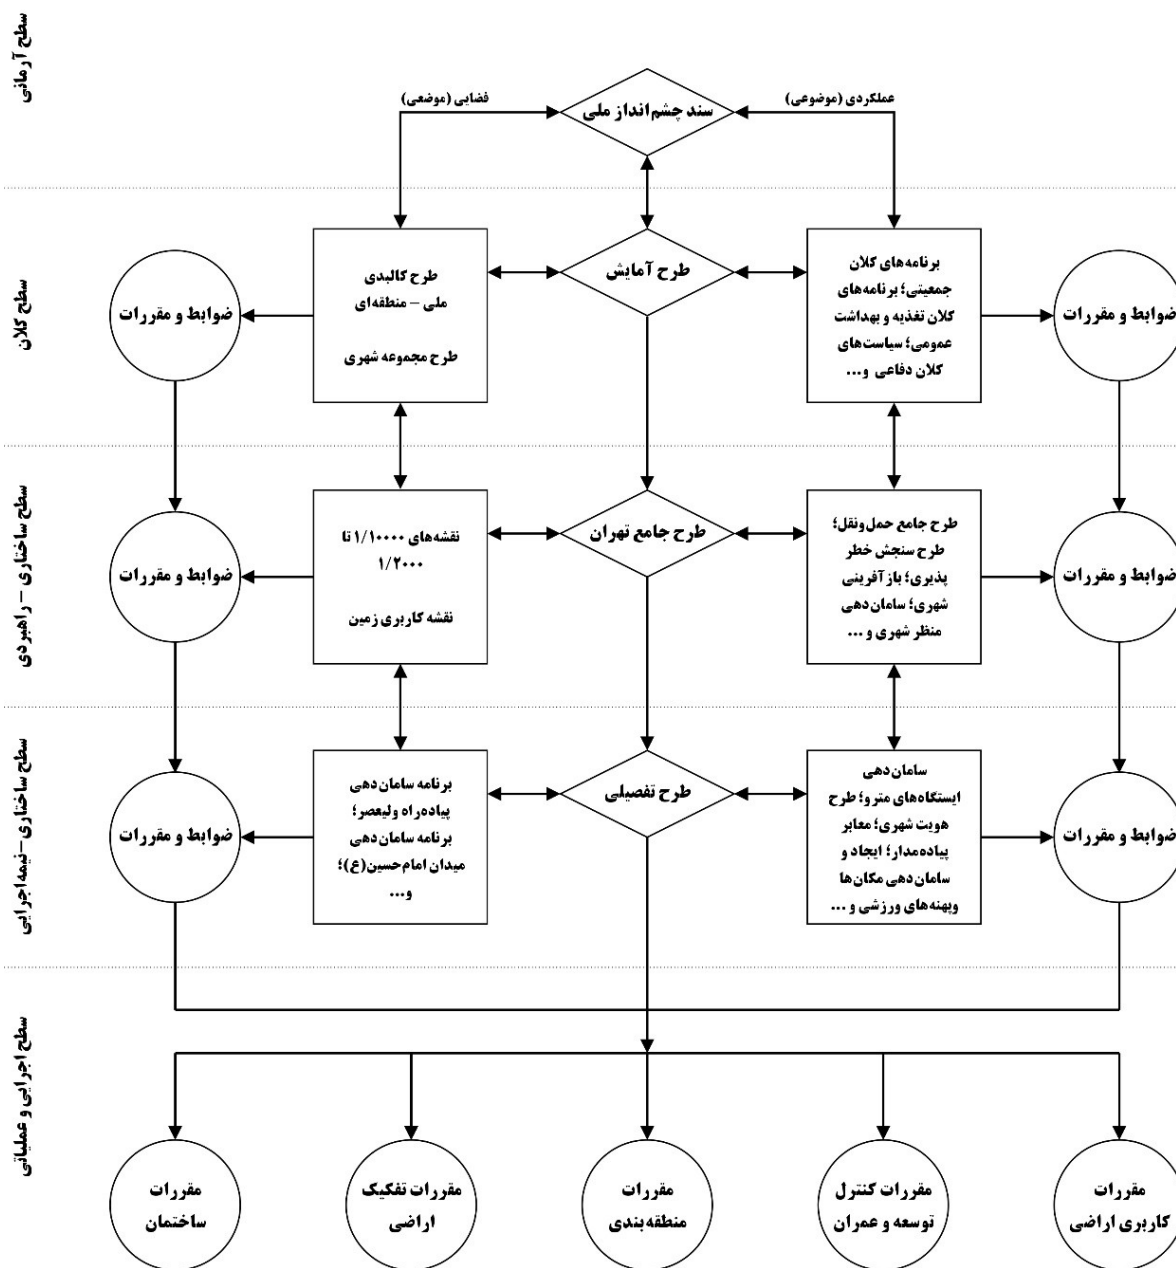 سطح آرمانی
عملکردی (موضوعی)
سند چشم‌انداز ملی
فضایی (موضعی)
سطح کلان
ضوابط و مقررات
برنامه‌های کلان
جمعیتی؛ برنامه‌های
کلان تغذیه و بهداشت
عمومی؛ سیاست‌های
کلان دفاعی و...
طرح آمایش
طرح کالبدی
ملی – منطقه‌ای
طرح مجموعه شهری
ضوابط و مقررات
سطح ساختاری – راهبردی
ضوابط و مقررات
طرح جامع حمل‌ونقل؛
طرح سنجش خطر
پذیری؛ بازآفرینی
شهری؛ سامان‌دهی
منظر شهری و ...
طرح جامع تهران
نقشه‌های ۱/۱۰۰۰۰ تا
۱/۲۰۰۰
نقشه کاربری زمین
ضوابط و مقررات
سطح ساختاری–نیمه‌اجرایی
ضوابط و مقررات
سامان‌دهی
ایستگاه‌های مترو؛ طرح
هویت شهری؛ معابر
پیاده‌مدار؛ ایجاد و
سامان‌دهی مکان‌ها
وپهنه‌های ورزشی و ...
طرح تفصیلی
برنامه سامان‌دهی
پیاده‌راه ولیعصر؛
برنامه سامان‌دهی
میدان امام‌حسین(ع)؛
و...
ضوابط و مقررات
سطح اجرایی و عملیاتی
مقررات
کاربری اراضی
مقررات کنترل
توسعه و عمران
مقررات
منطقه‌بندی
مقررات تفکیک
اراضی
مقررات
ساختمان